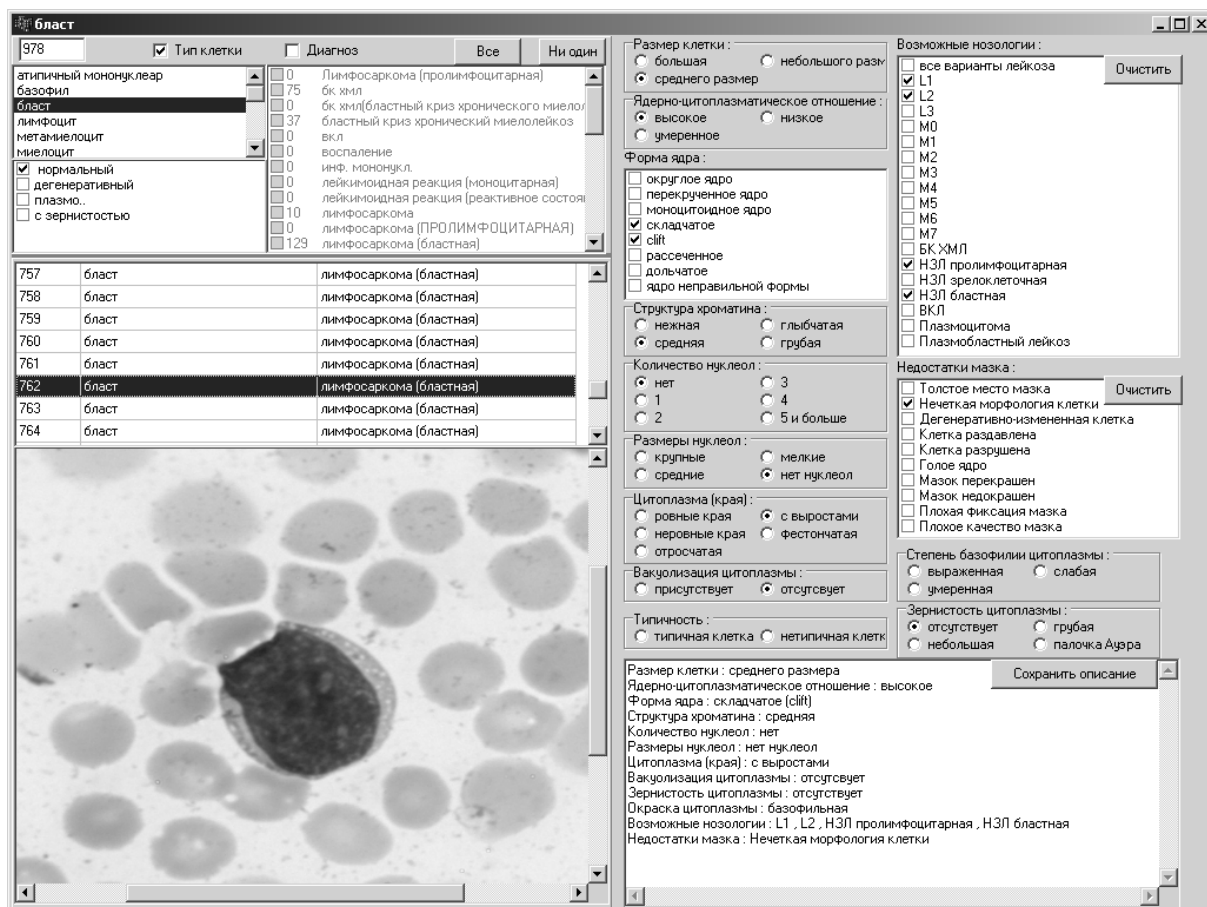 бласт
978
Тип клетки
Диагноз
Все
Ни один
атипичный мононуклеар
базофил
бласт
лимфоцит
метамиелоцит
миелоцит
нормальный
дегенеративный
плазмо..
с зернистостью
0 Лимфосаркома (пролимфоцитарная)
75 бк хмл
0 бк хмл(бластный криз хронического миелол
37 бластный криз хронический миелолейкоз
0 вкл
0 воспаление
0 инф. мононукл.
0 лейкимоидная реакция (моноцитарная)
0 лейкимоидная реакция (реактивное состоян
10 лимфосаркома
0 лимфосаркома (ПРОЛИМФОЦИТАРНАЯ)
129 лимфосаркома (бластная)
757 бласт лимфосаркома (бластная)
758 бласт лимфосаркома (бластная)
759 бласт лимфосаркома (бластная)
760 бласт лимфосаркома (бластная)
761 бласт лимфосаркома (бластная)
762 бласт лимфосаркома (бластная)
763 бласт лимфосаркома (бластная)
764 бласт лимфосаркома (бластная)
Размер клетки :
большая
небольшого разм
среднего размер
Ядерно-цитоплазматическое отношение :
высокое
низкое
умеренное
Форма ядра :
округлое ядро
перекрученное ядро
моноцитоидное ядро
складчатое
clift
рассеченное
дольчатое
ядро неправильной формы
Структура хроматина :
нежная
глыбчатая
средняя
грубая
Количество нуклеол :
нет
3
1
4
2
5 и больше
Размеры нуклеол :
крупные
мелкие
средние
нет нуклеол
Цитоплазма (края) :
ровные края
с выростами
неровные края
фестончатая
отросчатая
Вакуолизация цитоплазмы :
присутствует
отсутсвует
Типичность :
типичная клетка
нетипичная клетк
Возможные нозологии :
Очистить
все варианты лейкоза
L1
L2
L3
M0
M1
M2
M3
M4
M5
M6
M7
БК ХМЛ
НЗЛ пролимфоцитарная
НЗЛ зрелоклеточная
НЗЛ бластная
ВКЛ
Плазмоцитома
Плазмобластный лейкоз
Недостатки мазка :
Очистить
Толстое место мазка
Нечеткая морфология клетки
Дегенеративно-измененная клетка
Клетка раздавлена
Клетка разрушена
Голое ядро
Мазок перекрашен
Мазок недокрашен
Плохая фиксация мазка
Плохое качество мазка
Степень базофилии цитоплазмы :
выраженная
слабая
умеренная
Зернистость цитоплазмы :
отсутствует
грубая
небольшая
палочка Ауэра
Сохранить описание
Размер клетки : среднего размера
Ядерно-цитоплазматическое отношение : высокое
Форма ядра : складчатое (clift)
Структура хроматина : средняя
Количество нуклеол : нет
Размеры нуклеол : нет нуклеол
Цитоплазма (края) : с выростами
Вакуолизация цитоплазмы : отсутсвует
Зернистость цитоплазмы : отсутствует
Окраска цитоплазмы : базофильная
Возможные нозологии : L1 , L2 , НЗЛ пролимфоцитарная , НЗЛ бластная
Недостатки мазка : Нечеткая морфология клетки